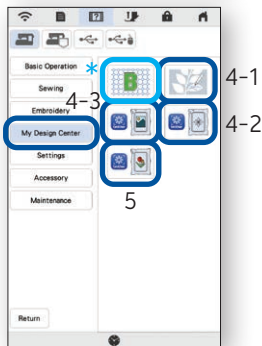 Basic Operation *
B
4-1
Sewing
4-3
Embroidery
4-2
My Design Center
Settings
Accessory
5
Maintenance
Return